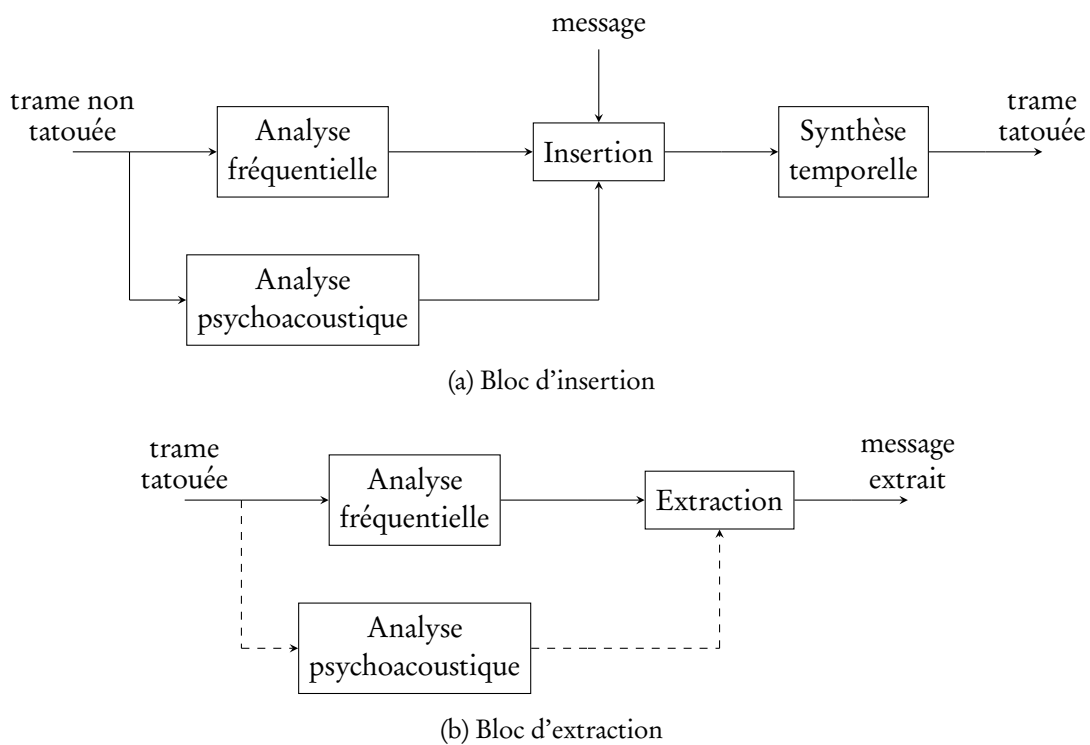 message
trame non
tatouée
Analyse
fréquentielle
Insertion
Synthèse
temporelle
trame
tatouée
Analyse
psychoacoustique
(a) Bloc d’insertion
trame
tatouée
Analyse
fréquentielle
Extraction
message
extrait
Analyse
psychoacoustique
(b) Bloc d’extraction